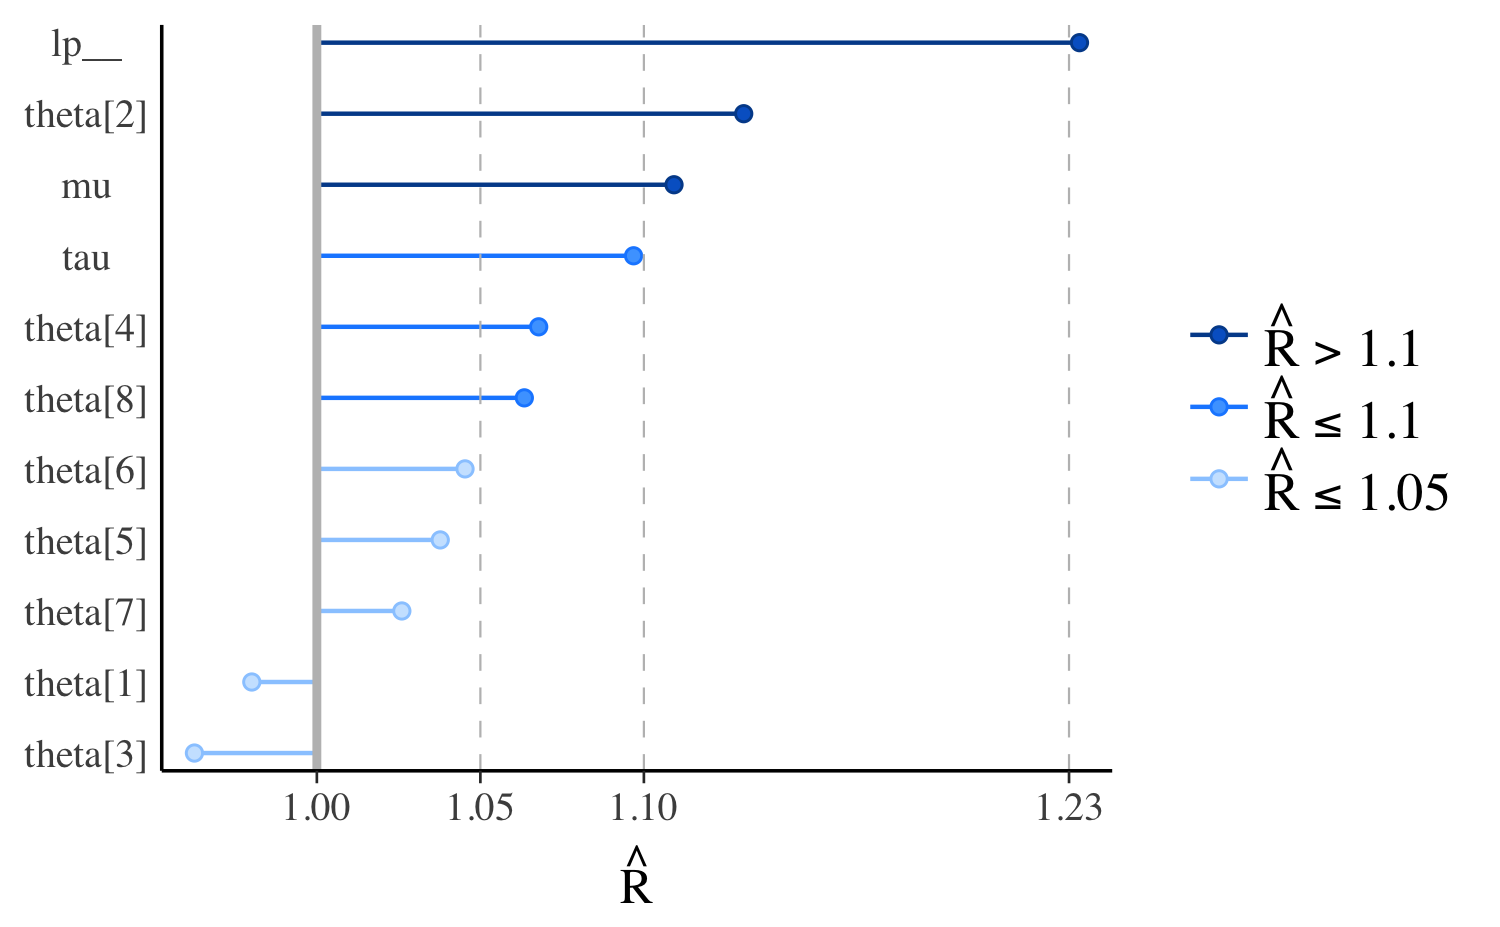 lp__
theta[2]
mu
tau
theta[4]
theta[8]
theta[6]
theta[5]
theta[7]
theta[1]
theta[3]
1.00 1.05 1.10 1.23
R̂
R̂ > 1.1
R̂ ≤ 1.1
R̂ ≤ 1.05